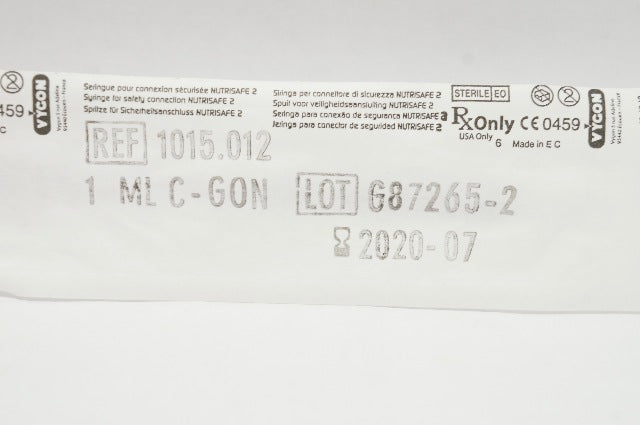 Seringue pour connexion sécurisée NUTRISAFE 2
Syringe for safety connection NUTRISAFE 2
Spritze für Sicherheitsanschluss NUTRISAFE 2
Siringa per connettore di sicurezza NUTRISAFE 2
Spuit voor veiligheidsaansluiting NUTRISAFE 2
Seringa para conexão de segurança NUTRISAFE 2
Jeringa para conector de seguridad NUTRISAFE 2
STERILE EO
2
2
Rx Only CE 0459
USA Only
6 Made in E C
VYGON
VYGON
0459
C
REF 1015.012
1 ML C-GON LOT G87265-2
2020-07